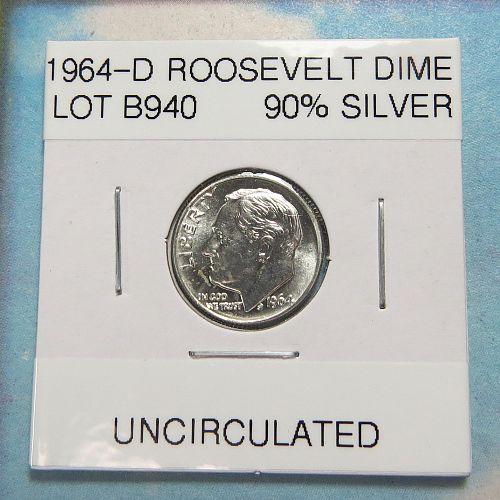 1964-D ROOSEVELT DIME
LOT B940 90% SILVER
LIBERTY
IN GOD
WE TRUST
1964
UNCIRCULATED